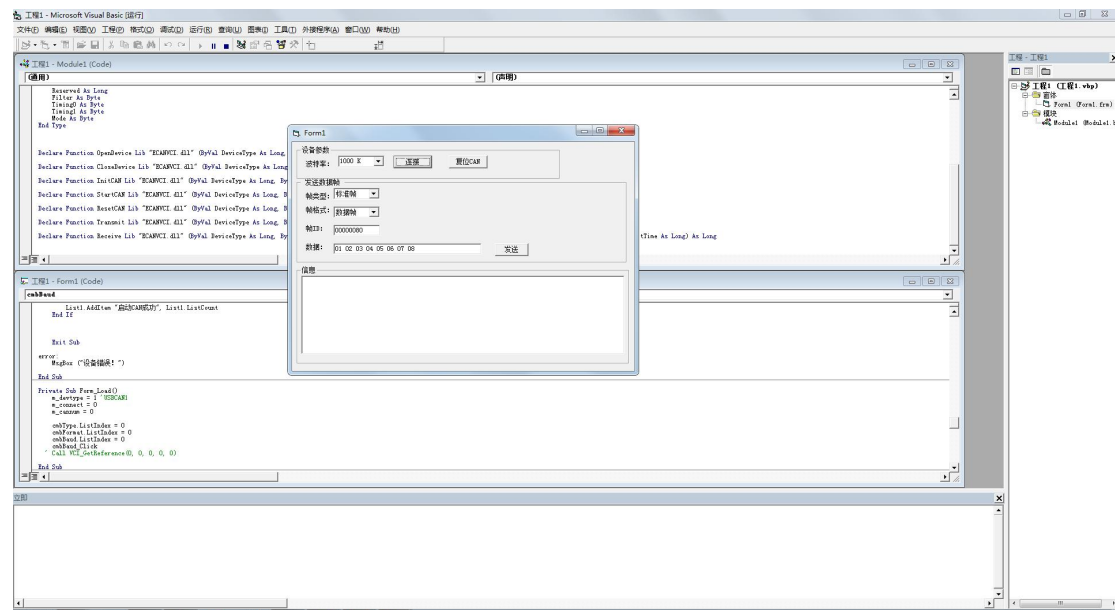 工程1 - Microsoft Visual Basic [运行]
文件(F) 编辑(E) 视图(V) 工程(P) 格式(O) 调试(D) 运行(R) 查询(U) 图表(I) 工具(T) 外接程序(A) 窗口(W) 帮助(H)
工程1 - Module1 (Code)
(通用)
(声明)
Reserved As Long
Filter As Byte
Timing0 As Byte
Timing1 As Byte
Mode As Byte
End Type
Declare Function OpenDevice Lib "ECANVCI.dll" (ByVal DeviceType As Long,
Declare Function CloseDevice Lib "ECANVCI.dll" (ByVal DeviceType As Long
Declare Function InitCAN Lib "ECANVCI.dll" (ByVal DeviceType As Long, By
Declare Function StartCAN Lib "ECANVCI.dll" (ByVal DeviceType As Long, B
Declare Function ResetCAN Lib "ECANVCI.dll" (ByVal DeviceType As Long, B
Declare Function Transmit Lib "ECANVCI.dll" (ByVal DeviceType As Long, B
Declare Function Receive Lib "ECANVCI.dll" (ByVal DeviceType As Long, By
tTime As Long) As Long
Form1
设备参数
波特率: 1000 K 连接 复位CAN
发送数据帧
帧类型: 标准帧
帧格式: 数据帧
帧ID: 00000080
数据: 01 02 03 04 05 06 07 08 发送
信息
工程1 - Form1 (Code)
cmbBaud
List1.AddItem "启动CAN成功", List1.ListCount
End If
Exit Sub
error:
MsgBox ("设备错误! ")
End Sub
Private Sub Form_Load()
m_devtype = 1 'USBCAN1
m_connect = 0
m_cannum = 0
cmbType.ListIndex = 0
cmbFormat.ListIndex = 0
cmbBaud.ListIndex = 0
cmbBaud_Click
' Call VCI_GetReference(0, 0, 0, 0, 0)
End Sub
立即
工程 - 工程1
工程1 (工程1.vbp)
窗体
Form1 (Form1.frm)
模块
Module1 (Module1.b